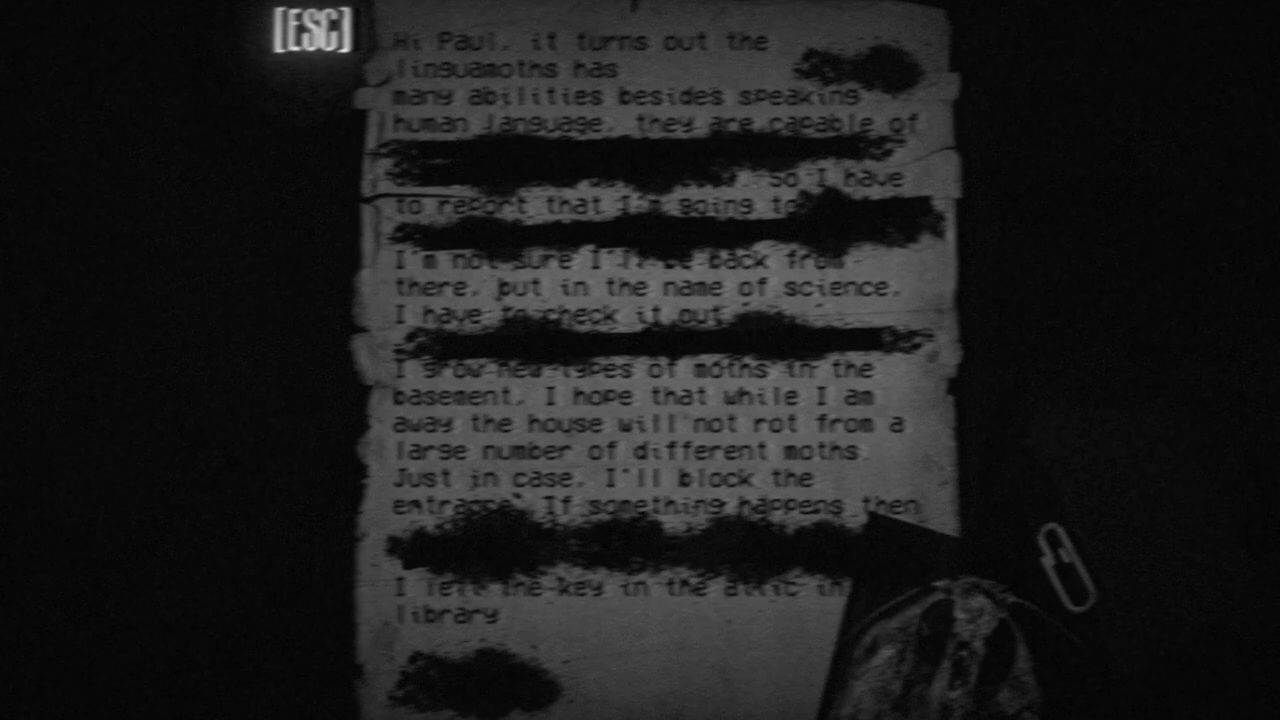 [ESC]
Hi Paul, it turns out the
linguamoths has
many abilities besides speaking
human language, they are capable of
so I have
to report that I'm going to
I'm not sure I'll be back from
there, but in the name of science,
I have to check it out
I grow new types of moths in the
basement, I hope that while I am
away the house will not rot from a
large number of different moths.
Just in case, I'll block the
entrance. If something happens then
I left the key in the attic in
library